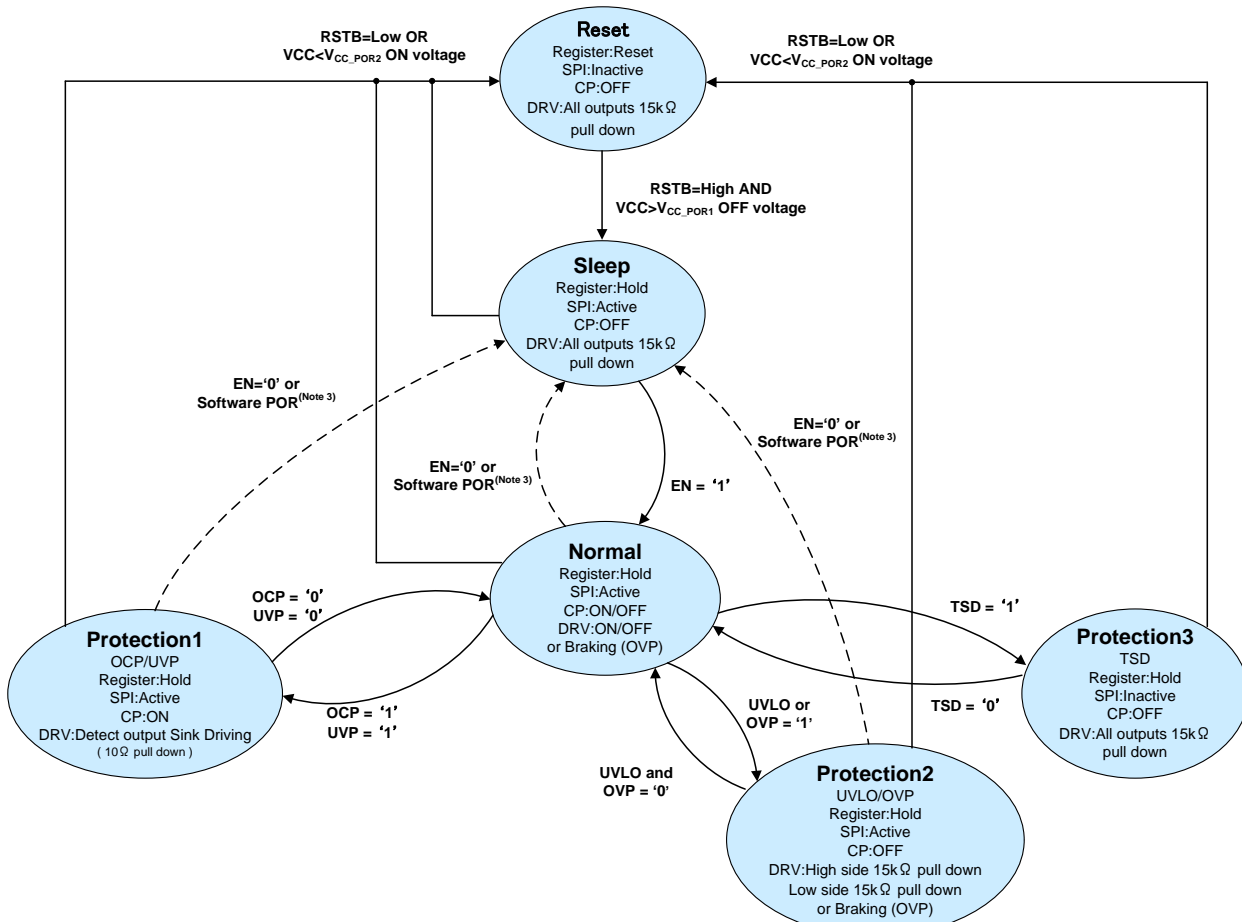 Reset
Register:Reset
SPI:Inactive
CP:OFF
DRV:All outputs 15kΩ
pull down
RSTB=Low OR
VCC<VCC_POR2 ON voltage
RSTB=Low OR
VCC<VCC_POR2 ON voltage
RSTB=High AND
VCC>VCC_POR1 OFF voltage
Sleep
Register:Hold
SPI:Active
CP:OFF
DRV:All outputs 15kΩ
pull down
EN=‘0’ or
Software POR(Note 3)
EN=‘0’ or
Software POR(Note 3)
EN=‘0’ or
Software POR(Note 3)
EN = ‘1’
Normal
Register:Hold
SPI:Active
CP:ON/OFF
DRV:ON/OFF
or Braking (OVP)
OCP = ‘0’
UVP = ‘0’
OCP = ‘1’
UVP = ‘1’
TSD = ‘1’
TSD = ‘0’
UVLO or
OVP = ‘1’
UVLO and
OVP = ‘0’
Protection1
OCP/UVP
Register:Hold
SPI:Active
CP:ON
DRV:Detect output Sink Driving
( 10Ω pull down )
Protection3
TSD
Register:Hold
SPI:Inactive
CP:OFF
DRV:All outputs 15kΩ
pull down
Protection2
UVLO/OVP
Register:Hold
SPI:Active
CP:OFF
DRV:High side 15kΩ pull down
Low side 15kΩ pull down
or Braking (OVP)